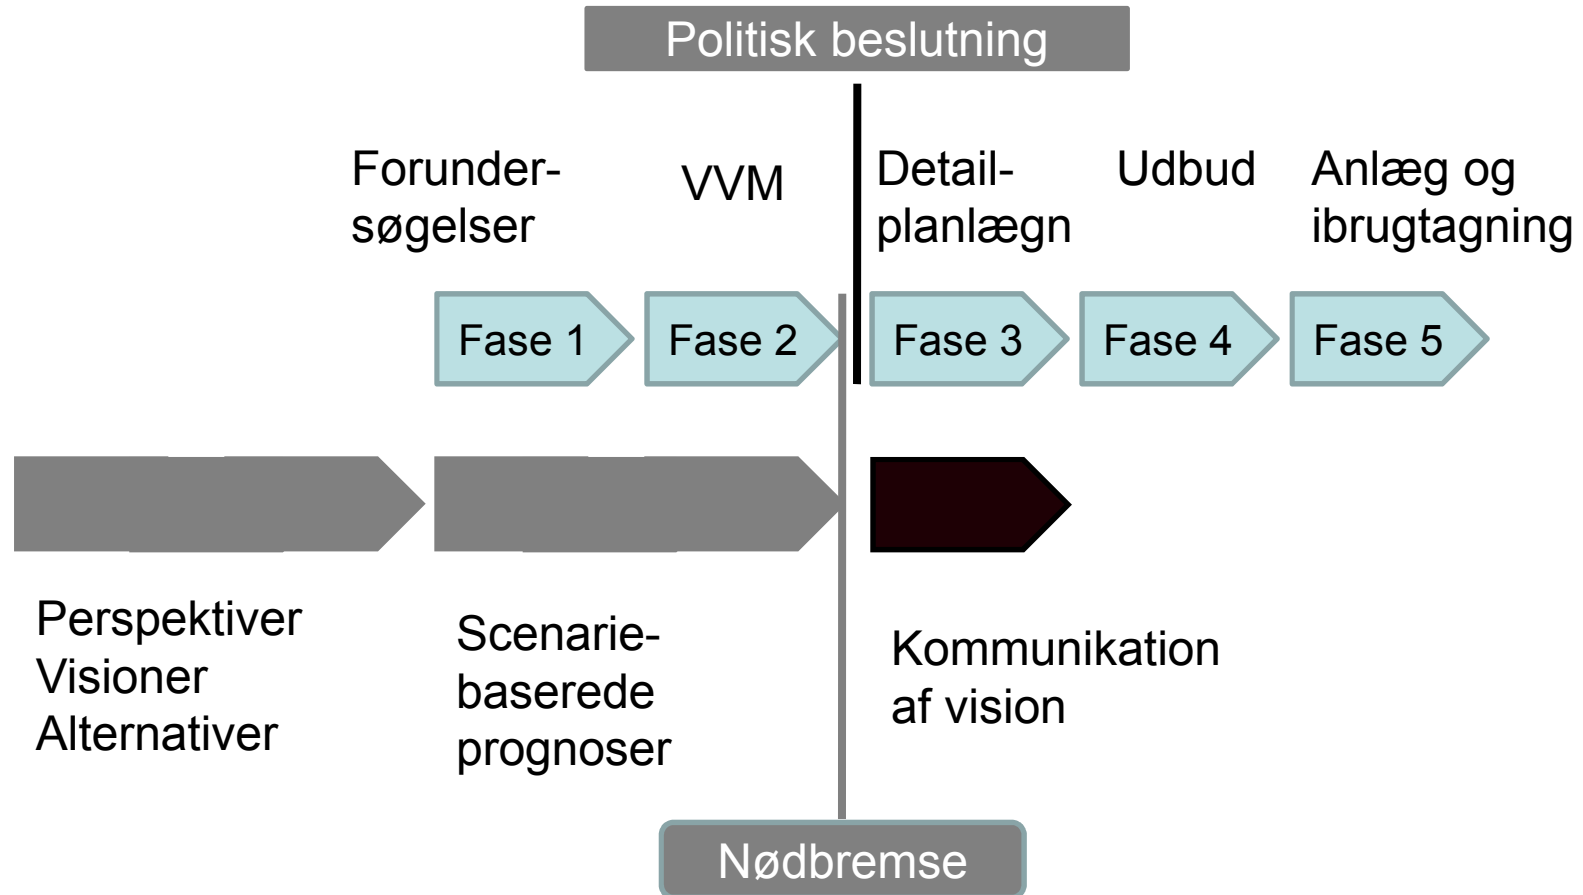 Politisk beslutning
Forunder-
søgelser
VVM
Detail-
planlægn
Udbud
Anlæg og
ibrugtagning
Fase 1
Fase 2
Fase 3
Fase 4
Fase 5
Perspektiver
Visioner
Alternativer
Scenarie-
baserede
prognoser
Kommunikation
af vision
Nødbremse